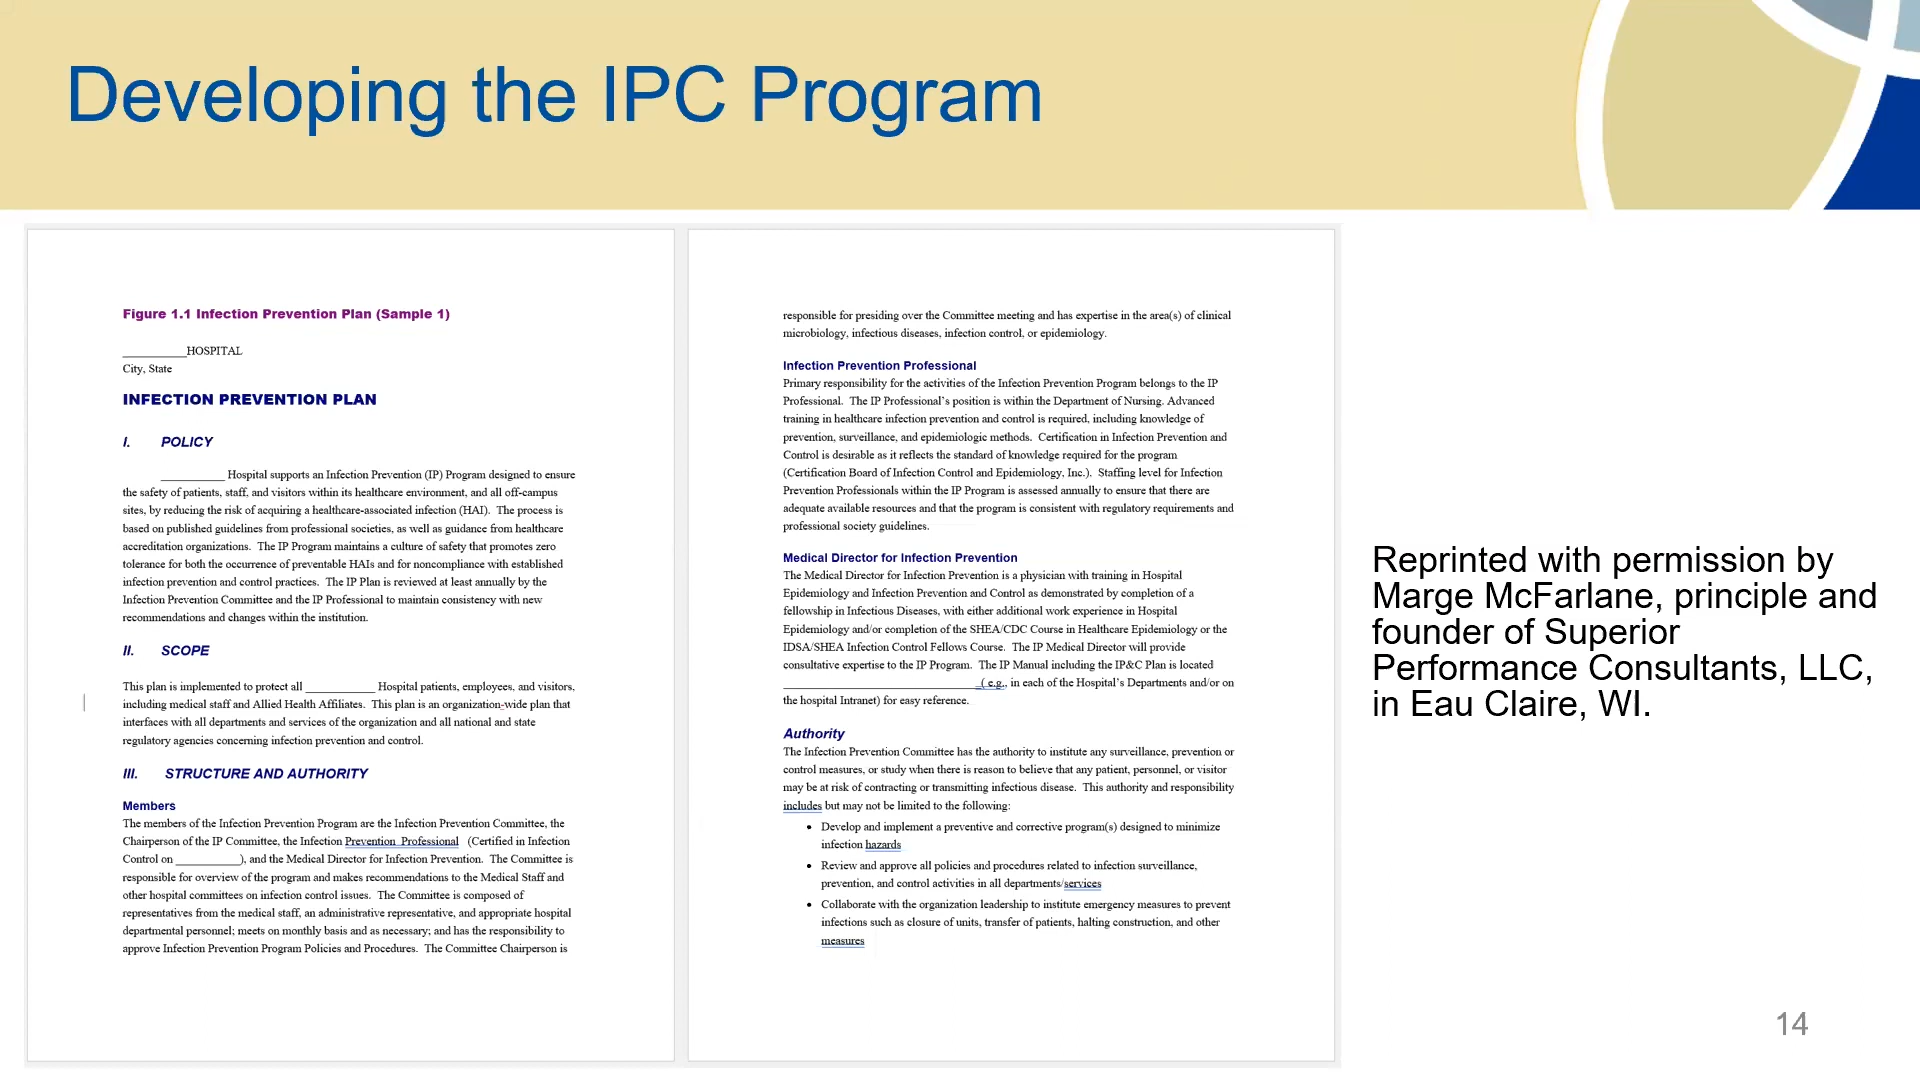 Developing the IPC Program
Figure 1.1 Infection Prevention Plan (Sample 1)
___________HOSPITAL
City, State
INFECTION PREVENTION PLAN
I. POLICY
___________ Hospital supports an Infection Prevention (IP) Program designed to ensure
the safety of patients, staff, and visitors within its healthcare environment, and all off-campus
sites, by reducing the risk of acquiring a healthcare-associated infection (HAI). The process is
based on published guidelines from professional societies, as well as guidance from healthcare
accreditation organizations. The IP Program maintains a culture of safety that promotes zero
tolerance for both the occurrence of preventable HAIs and for noncompliance with established
infection prevention and control practices. The IP Plan is reviewed at least annually by the
Infection Prevention Committee and the IP Professional to maintain consistency with new
recommendations and changes within the institution.
II. SCOPE
This plan is implemented to protect all ____________ Hospital patients, employees, and visitors,
including medical staff and Allied Health Affiliates. This plan is an organization-wide plan that
interfaces with all departments and services of the organization and all national and state
regulatory agencies concerning infection prevention and control.
III. STRUCTURE AND AUTHORITY
Members
The members of the Infection Prevention Program are the Infection Prevention Committee, the
Chairperson of the IP Committee, the Infection Prevention Professional (Certified in Infection
Control on ___________), and the Medical Director for Infection Prevention. The Committee is
responsible for overview of the program and makes recommendations to the Medical Staff and
other hospital committees on infection control issues. The Committee is composed of
representatives from the medical staff, an administrative representative, and appropriate hospital
departmental personnel; meets on monthly basis and as necessary; and has the responsibility to
approve Infection Prevention Program Policies and Procedures. The Committee Chairperson is
responsible for presiding over the Committee meeting and has expertise in the area(s) of clinical
microbiology, infectious diseases, infection control, or epidemiology.
Infection Prevention Professional
Primary responsibility for the activities of the Infection Prevention Program belongs to the IP
Professional. The IP Professional's position is within the Department of Nursing. Advanced
training in healthcare infection prevention and control is required, including knowledge of
prevention, surveillance, and epidemiologic methods. Certification in Infection Prevention and
Control is desirable as it reflects the standard of knowledge required for the program
(Certification Board of Infection Control and Epidemiology, Inc.). Staffing level for Infection
Prevention Professionals within the IP Program is assessed annually to ensure that there are
adequate available resources and that the program is consistent with regulatory requirements and
professional society guidelines.
Medical Director for Infection Prevention
The Medical Director for Infection Prevention is a physician with training in Hospital
Epidemiology and Infection Prevention and Control as demonstrated by completion of a
fellowship in Infectious Diseases, with either additional work experience in Hospital
Epidemiology and/or completion of the SHEA/CDC Course in Healthcare Epidemiology or the
IDSA/SHEA Infection Control Fellows Course. The IP Medical Director will provide
consultative expertise to the IP Program. The IP Manual including the IP&C Plan is located
__________________________________( e.g., in each of the Hospital's Departments and/or on
the hospital Intranet) for easy reference.
Authority
The Infection Prevention Committee has the authority to institute any surveillance, prevention or
control measures, or study when there is reason to believe that any patient, personnel, or visitor
may be at risk of contracting or transmitting infectious disease. This authority and responsibility
includes but may not be limited to the following:
• Develop and implement a preventive and corrective program(s) designed to minimize
infection hazards
• Review and approve all policies and procedures related to infection surveillance,
prevention, and control activities in all departments/services
• Collaborate with the organization leadership to institute emergency measures to prevent
infections such as closure of units, transfer of patients, halting construction, and other
measures
Reprinted with permission by
Marge McFarlane, principle and
founder of Superior
Performance Consultants, LLC,
in Eau Claire, WI.
14